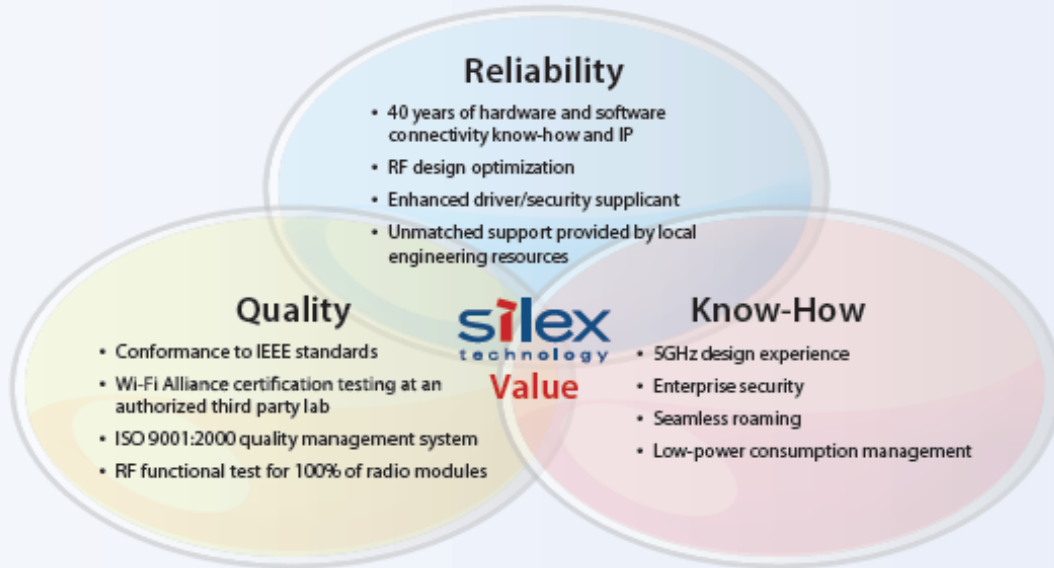 Reliability
• 40 years of hardware and software
connectivity know-how and IP
• RF design optimization
• Enhanced driver/security supplicant
• Unmatched support provided by local
engineering resources
Quality
• Conformance to IEEE standards
• Wi-Fi Alliance certification testing at an
authorized third party lab
• ISO 9001:2000 quality management system
• RF functional test for 100% of radio modules
silex
technology
Value
Know-How
• 5GHz design experience
• Enterprise security
• Seamless roaming
• Low-power consumption management